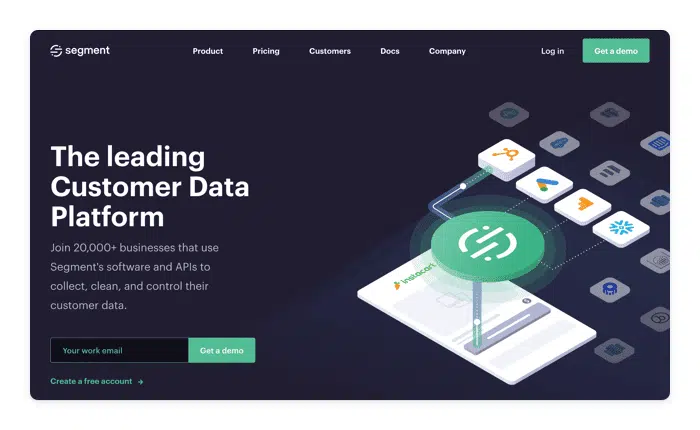 segment
Product
Pricing
Customers
Docs
Company
Log in
Get a demo
The leading
Customer Data
Platform
Join 20,000+ businesses that use
Segment's software and APIs to
collect, clean, and control their
customer data.
Your work email
Get a demo
Create a free account →
instacart